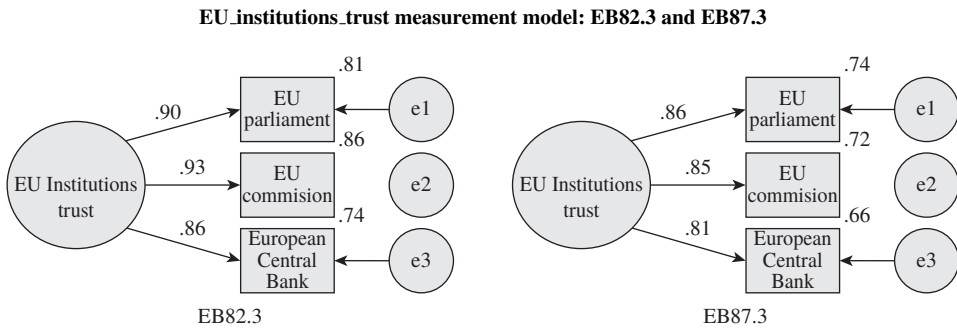 EU_institutions_trust measurement model: EB82.3 and EB87.3
.81
EU
parliament
e1
.90
.86
EU Institutions
trust
.93
EU
commision
e2
.74
.86
European
Central
Bank
e3
EB82.3
.74
EU
parliament
e1
.86
.72
EU Institutions
trust
.85
EU
commision
e2
.66
.81
European
Central
Bank
e3
EB87.3